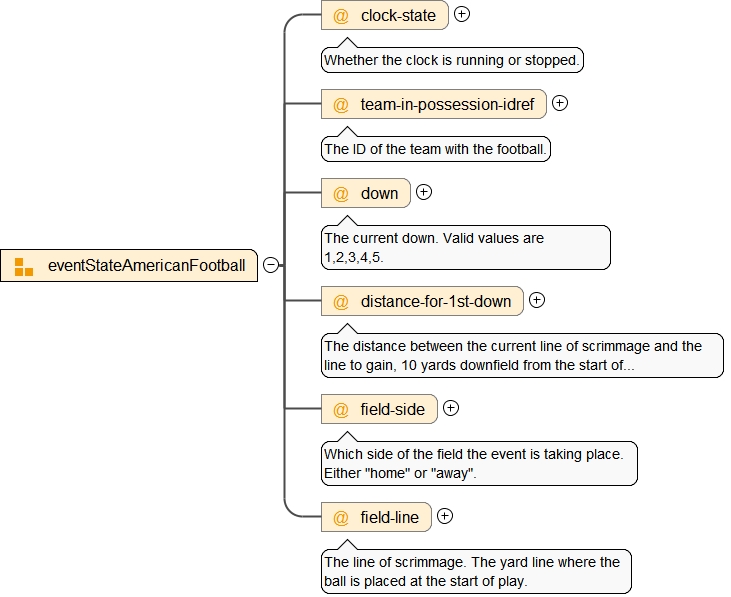 @ clock-state
Whether the clock is running or stopped.
@ team-in-possession-idref
The ID of the team with the football.
@ down
The current down. Valid values are
1,2,3,4,5.
eventStateAmericanFootball
@ distance-for-1st-down
The distance between the current line of scrimmage and the
line to gain, 10 yards downfield from the start of...
@ field-side
Which side of the field the event is taking place.
Either "home" or "away".
@ field-line
The line of scrimmage. The yard line where the
ball is placed at the start of play.